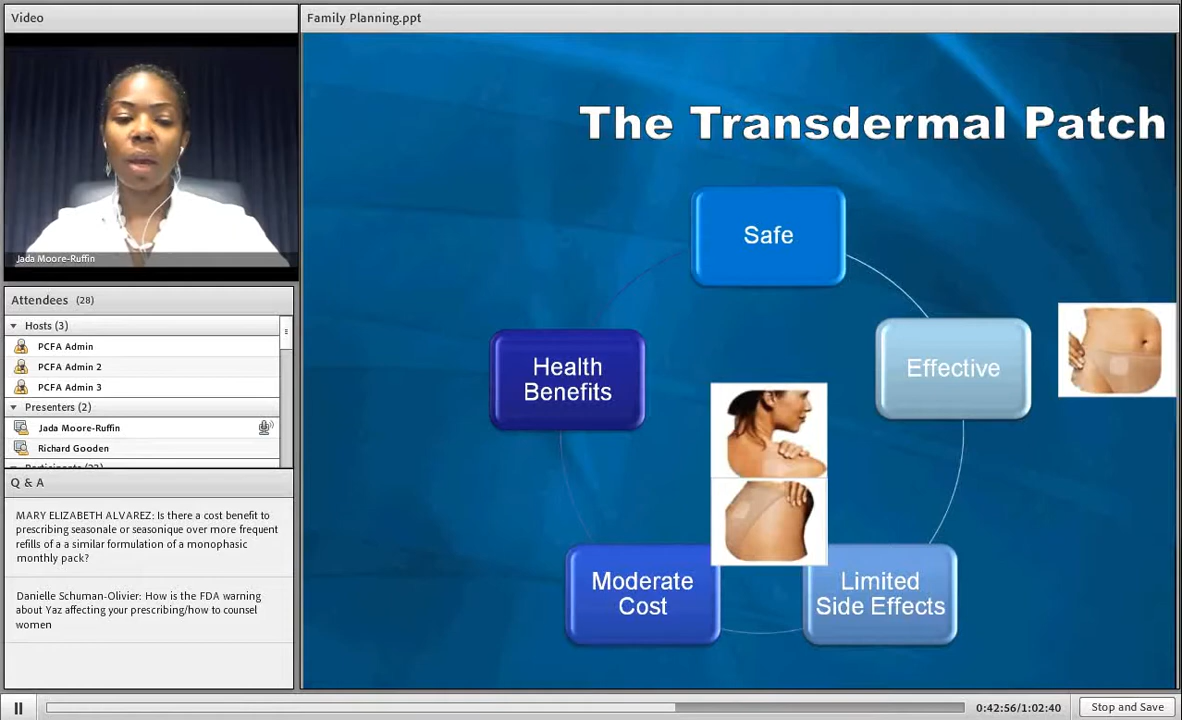 Video
Jada Moore-Ruffin
Attendees (28)
Hosts (3)
PCFA Admin
PCFA Admin 2
PCFA Admin 3
Presenters (2)
Jada Moore-Ruffin
Richard Gooden
Q & A
MARY ELIZABETH ALVAREZ: Is there a cost benefit to
prescribing seasonale or seasonique over more frequent
refills of a a similar formulation of a monophasic
monthly pack?
Danielle Schuman-Olivier: How is the FDA warning
about Yaz affecting your prescribing/how to counsel
women
Family Planning.ppt
The Transdermal Patch
Safe
Effective
Health
Benefits
Moderate
Cost
Limited
Side Effects
0:42:56/1:02:40
Stop and Save